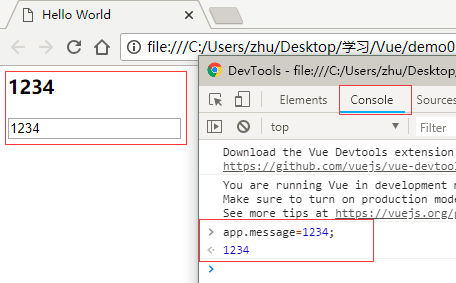 Hello World
file:///C:/Users/zhu/Desktop/学习/Vue/demo0
DevTools - file:///C:/Users/zhu/Desktop/
Elements Console Sources
top Filter
1234
1234
Download the Vue Devtools extension
https://github.com/vuejs/vue-devtool
You are running Vue in development
Make sure to turn on production mode
See more tips at https://vuejs.org/
app.message=1234;
1234